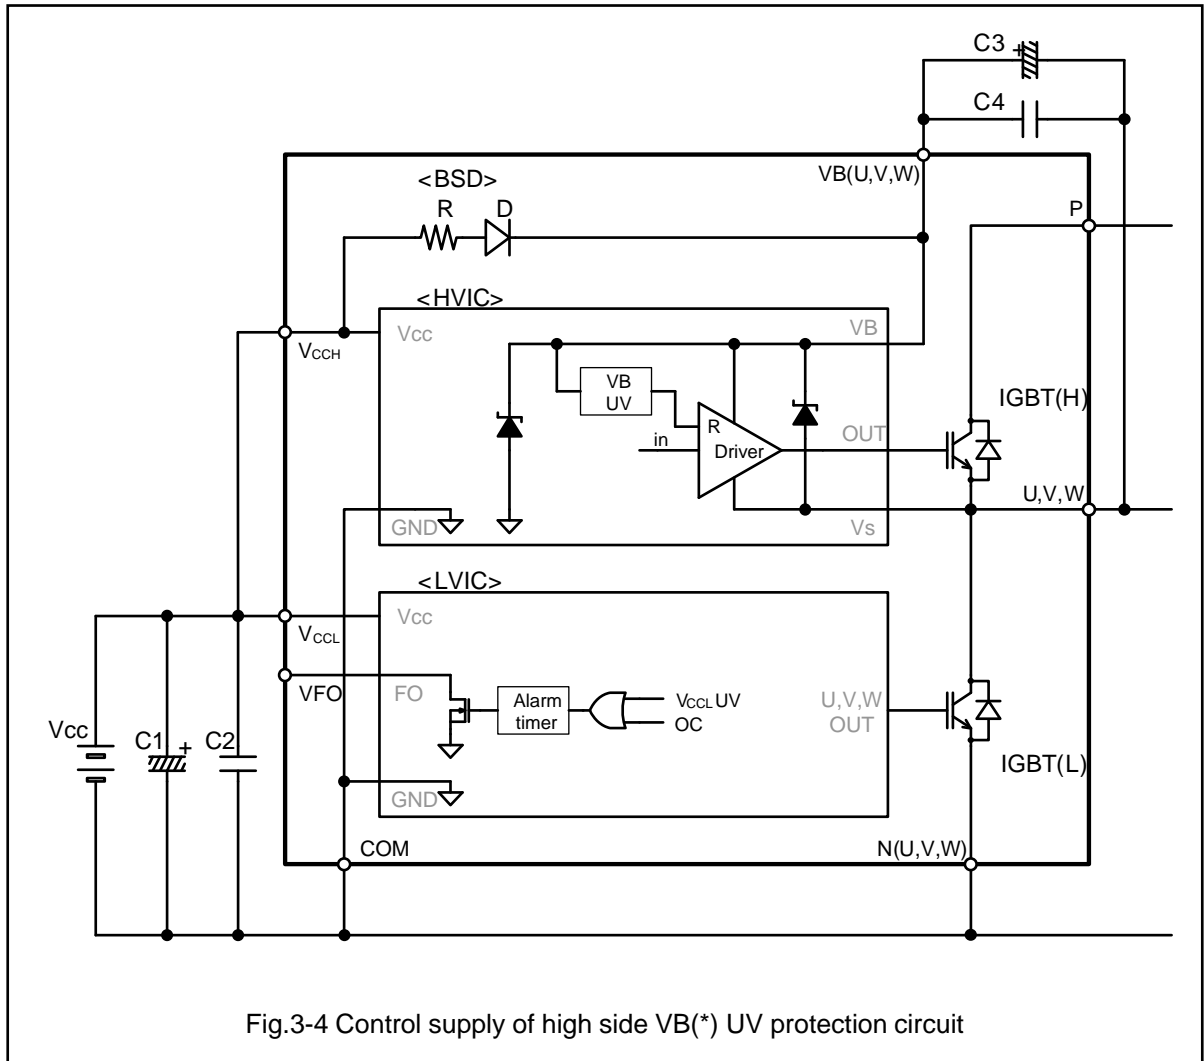 C3
+
C4
VB(U,V,W)
<BSD>
R D
P
<HVIC>
Vcc
VB
VCCH
VB
UV
IGBT(H)
R
OUT
in
Driver
U,V,W
GND
Vs
<LVIC>
Vcc
VCCL
VFO
FO
Alarm
timer
VCCL UV
OC
U,V,W
OUT
Vcc
C1 + C2
IGBT(L)
GND
COM
N(U,V,W)
Fig.3-4 Control supply of high side VB(*) UV protection circuit